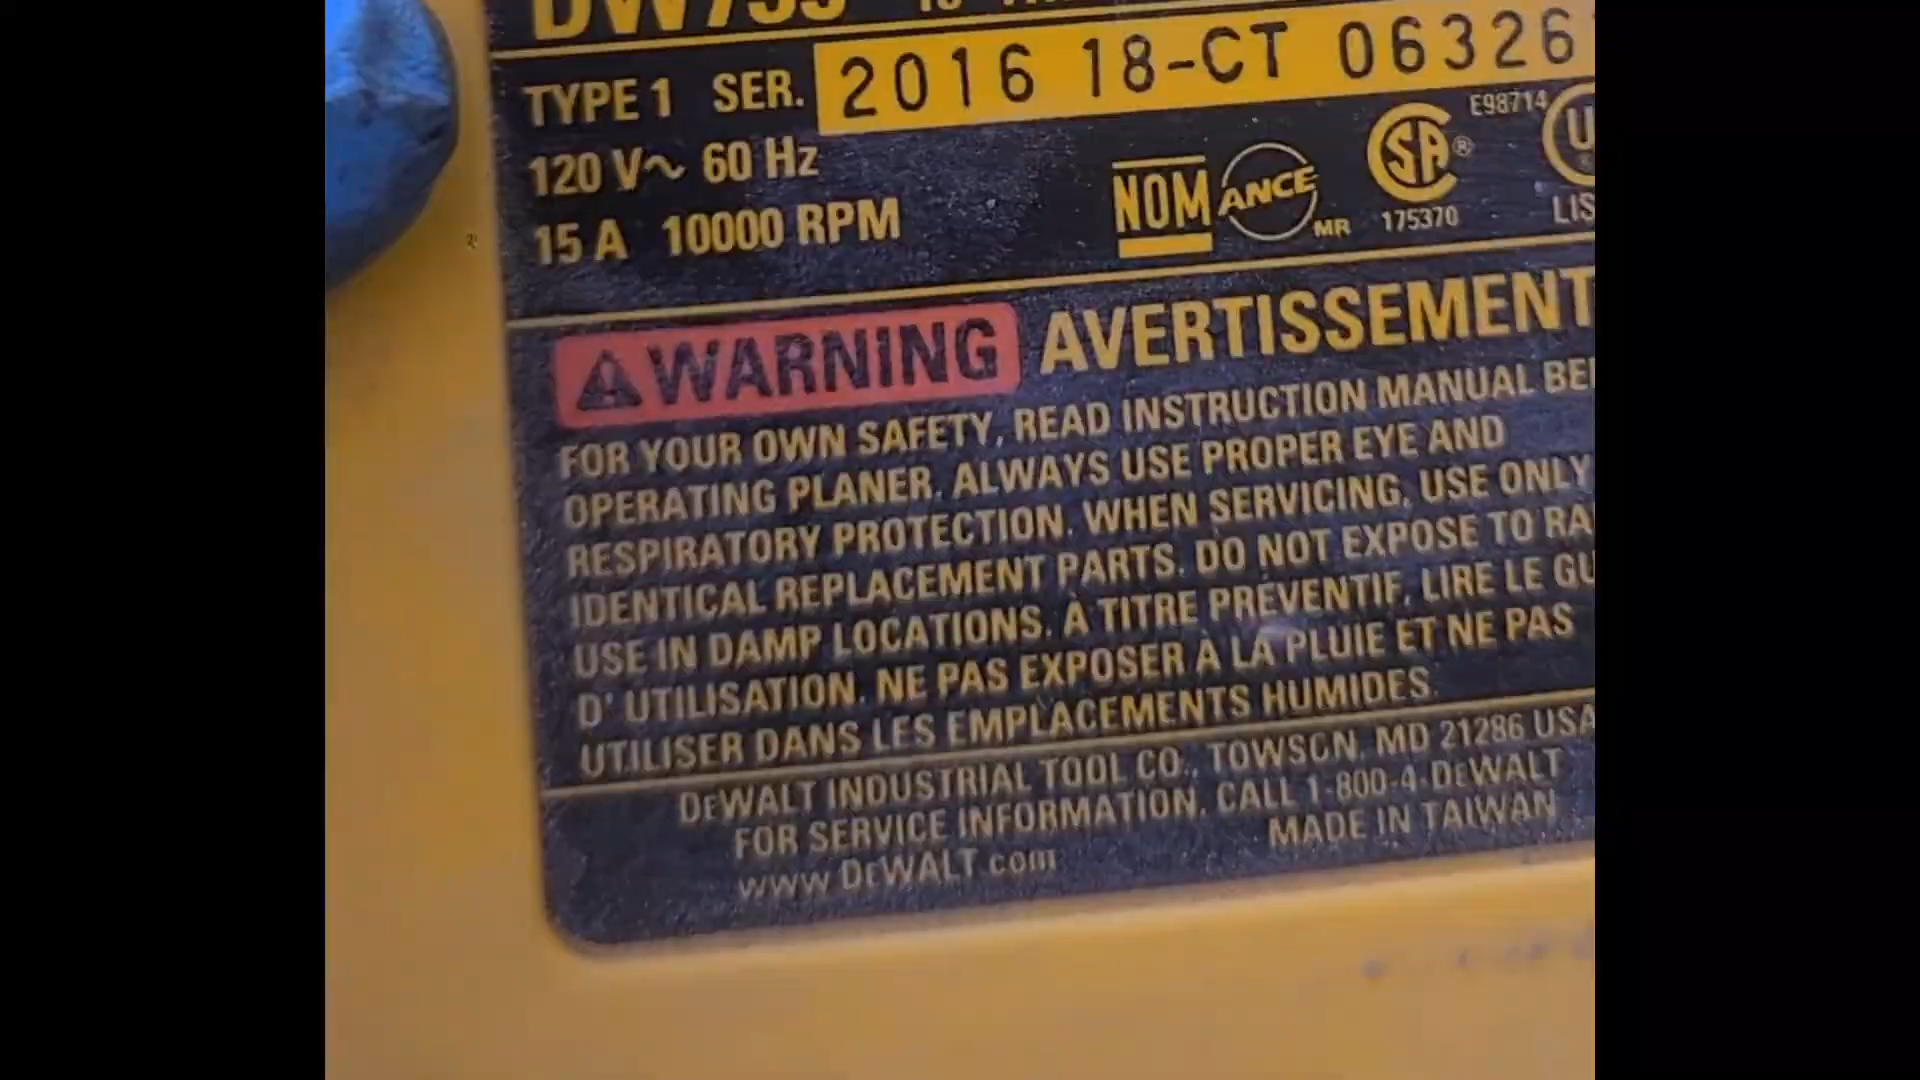 TYPE 1 SER. 2016 18-CT 06326
120 V~ 60 Hz
15 A 10000 RPM
NOM ANCE MR
SA ® 175370
E98714
WARNING AVERTISSEMENT
FOR YOUR OWN SAFETY, READ INSTRUCTION MANUAL
OPERATING PLANER. ALWAYS USE PROPER EYE AND
RESPIRATORY PROTECTION. WHEN SERVICING, USE ONLY
IDENTICAL REPLACEMENT PARTS. DO NOT EXPOSE TO
USE IN DAMP LOCATIONS. A TITRE PRÉVENTIF, LIRE LE
D' UTILISATION. NE PAS EXPOSER À LA PLUIE ET NE PAS
UTILISER DANS LES EMPLACEMENTS HUMIDES.
DEWALT INDUSTRIAL TOOL CO., TOWSON, MD 21286 USA
FOR SERVICE INFORMATION, CALL 1-800-4-DEWALT
www.DEWALT.com MADE IN TAIWAN